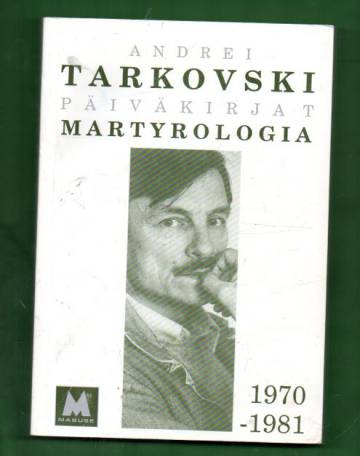 ANDREI
TARKOVSKI
PÄIVÄKIRJAT
MARTYROLOGIA
1970
-1981
M
MABUSE